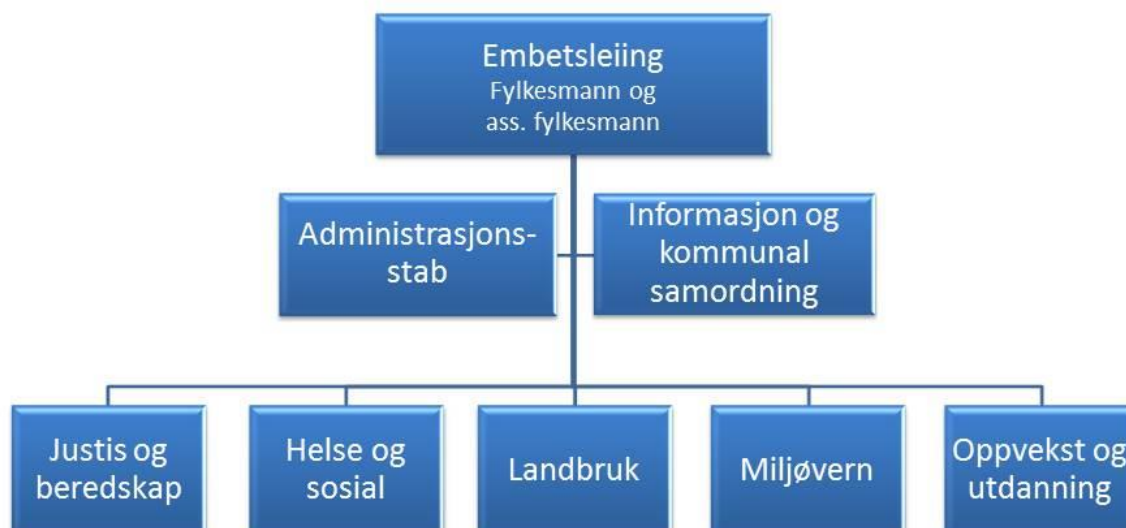 Embetsleiing
Fylkesmann og
ass. fylkesmann
Administrasjons-
stab
Informasjon og
kommunal
samordning
Justis og
beredskap
Helse og
sosial
Landbruk
Miljøvern
Oppvekst og
utdanning